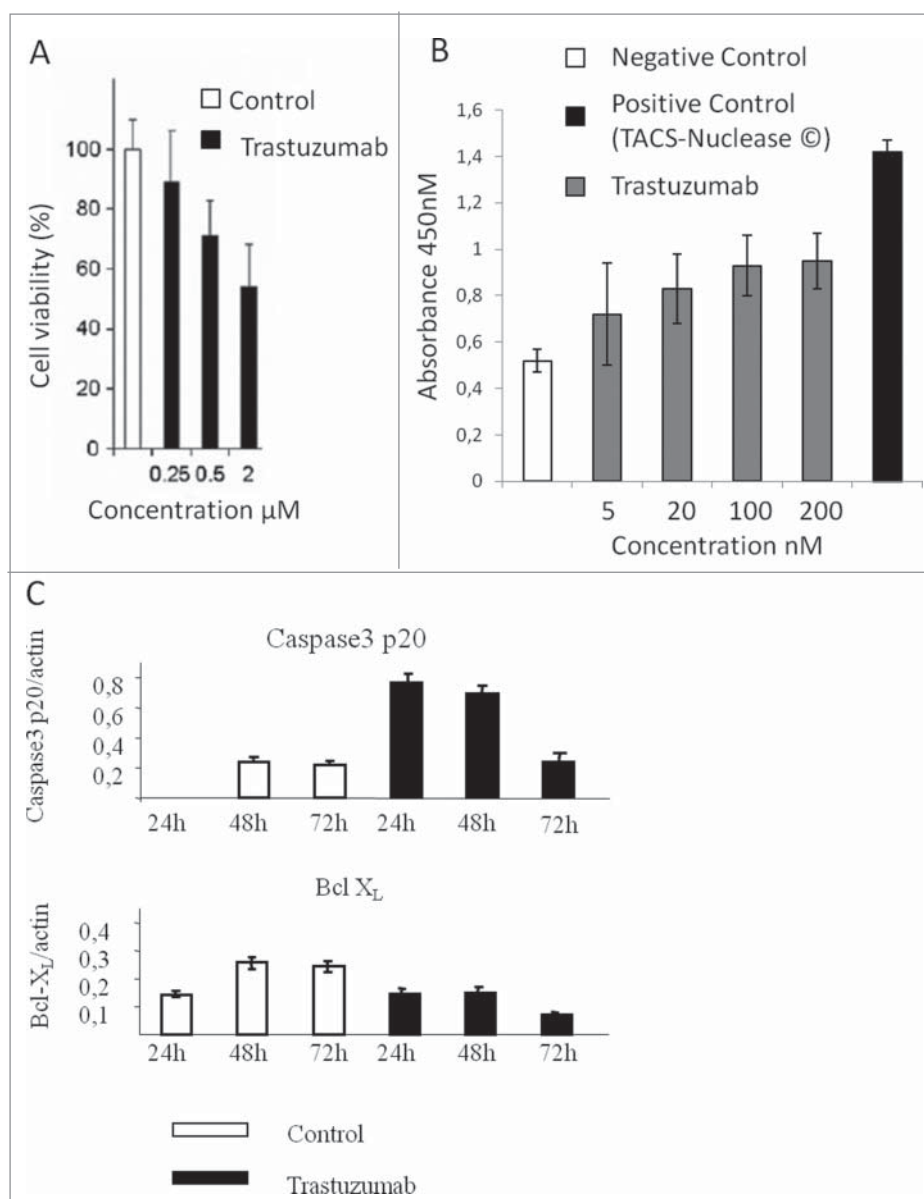 A
Control
Trastuzumab
Cell viability (%)
100
80
60
40
20
0
0.25 0.5 2
Concentration µM
B
Negative Control
Positive Control
(TACS-Nuclease ©)
Trastuzumab
Absorbance 450nM
1,6
1,4
1,2
1
0,8
0,6
0,4
0,2
0
5 20 100 200
Concentration nM
C
Caspase3 p20
Caspase3 p20/actin
0,8
0,6
0,4
0,2
24h 48h 72h 24h 48h 72h
Bcl XL
Bcl-XL/actin
0,4
0,3
0,2
0,1
24h 48h 72h 24h 48h 72h
Control
Trastuzumab